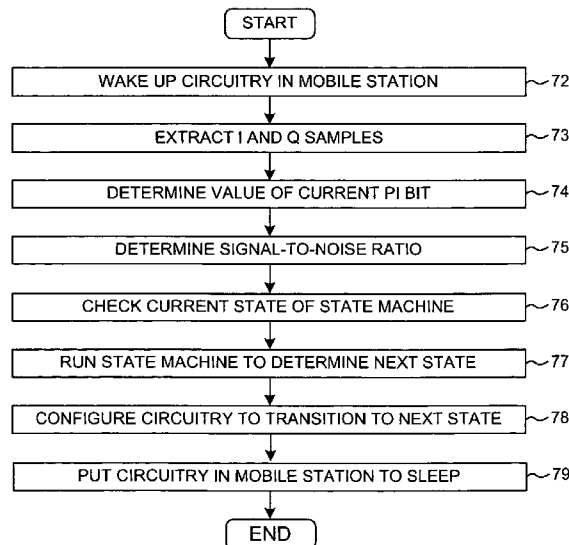 START
WAKE UP CIRCUITRY IN MOBILE STATION 72
EXTRACT I AND Q SAMPLES 73
DETERMINE VALUE OF CURRENT PI BIT 74
DETERMINE SIGNAL-TO-NOISE RATIO 75
CHECK CURRENT STATE OF STATE MACHINE 76
RUN STATE MACHINE TO DETERMINE NEXT STATE 77
CONFIGURE CIRCUITRY TO TRANSITION TO NEXT STATE 78
PUT CIRCUITRY IN MOBILE STATION TO SLEEP 79
END